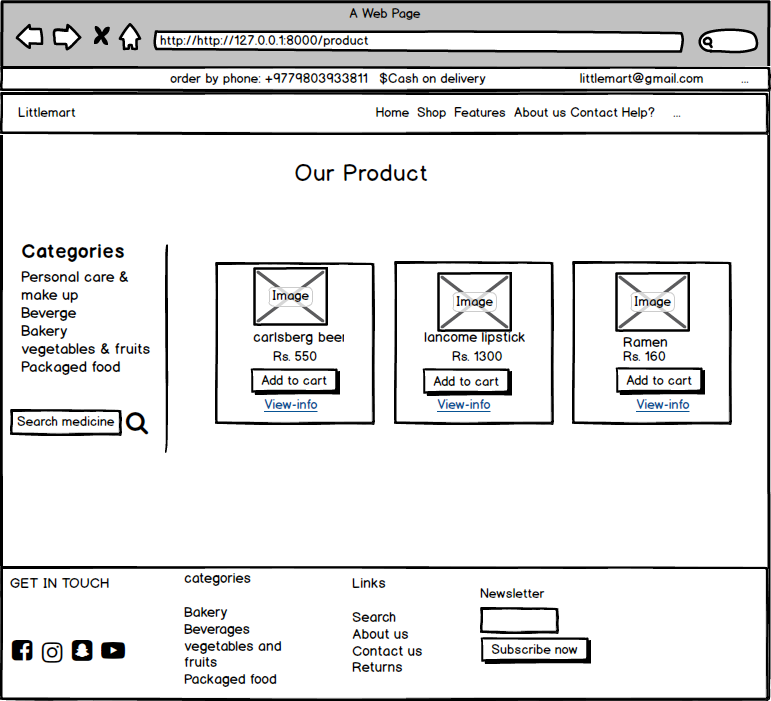 A Web Page
http://http://127.0.0.1:8000/product
order by phone: +9779803933811 $Cash on delivery littlemart@gmail.com ...
Littlemart Home Shop Features About us Contact Help? ...
Our Product
Categories
Personal care &
make up
Beverge
Bakery
vegetables & fruits
Packaged food
Search medicine
Image
carlsberg beer
Rs. 550
Add to cart
View-info
Image
lancome lipstick
Rs. 1300
Add to cart
View-info
Image
Ramen
Rs. 160
Add to cart
View-info
GET IN TOUCH
categories
Bakery
Beverages
vegetables and
fruits
Packaged food
Links
Search
About us
Contact us
Returns
Newsletter
Subscribe now